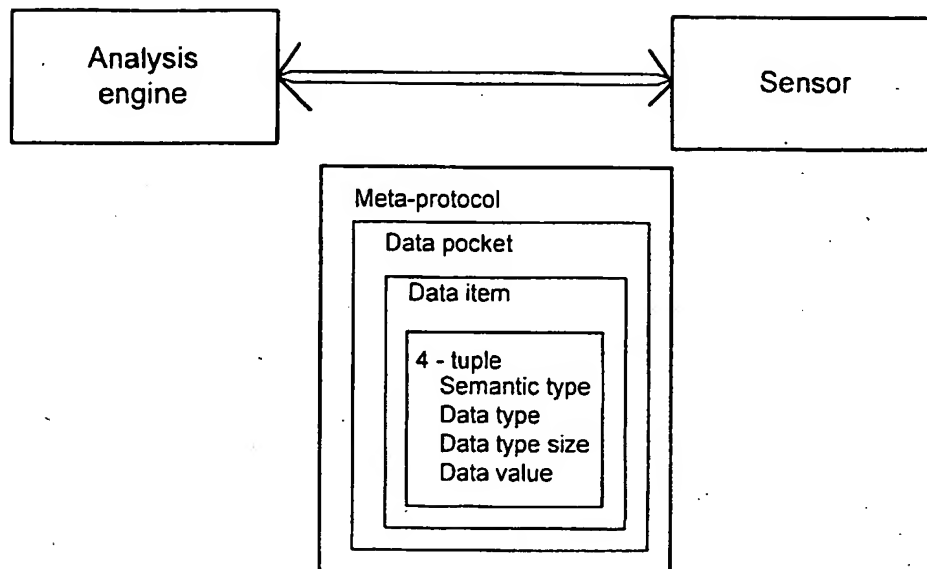 Analysis
engine
Sensor
Meta-protocol
Data pocket
Data item
4 - tuple
Semantic type
Data type
Data type size
Data value